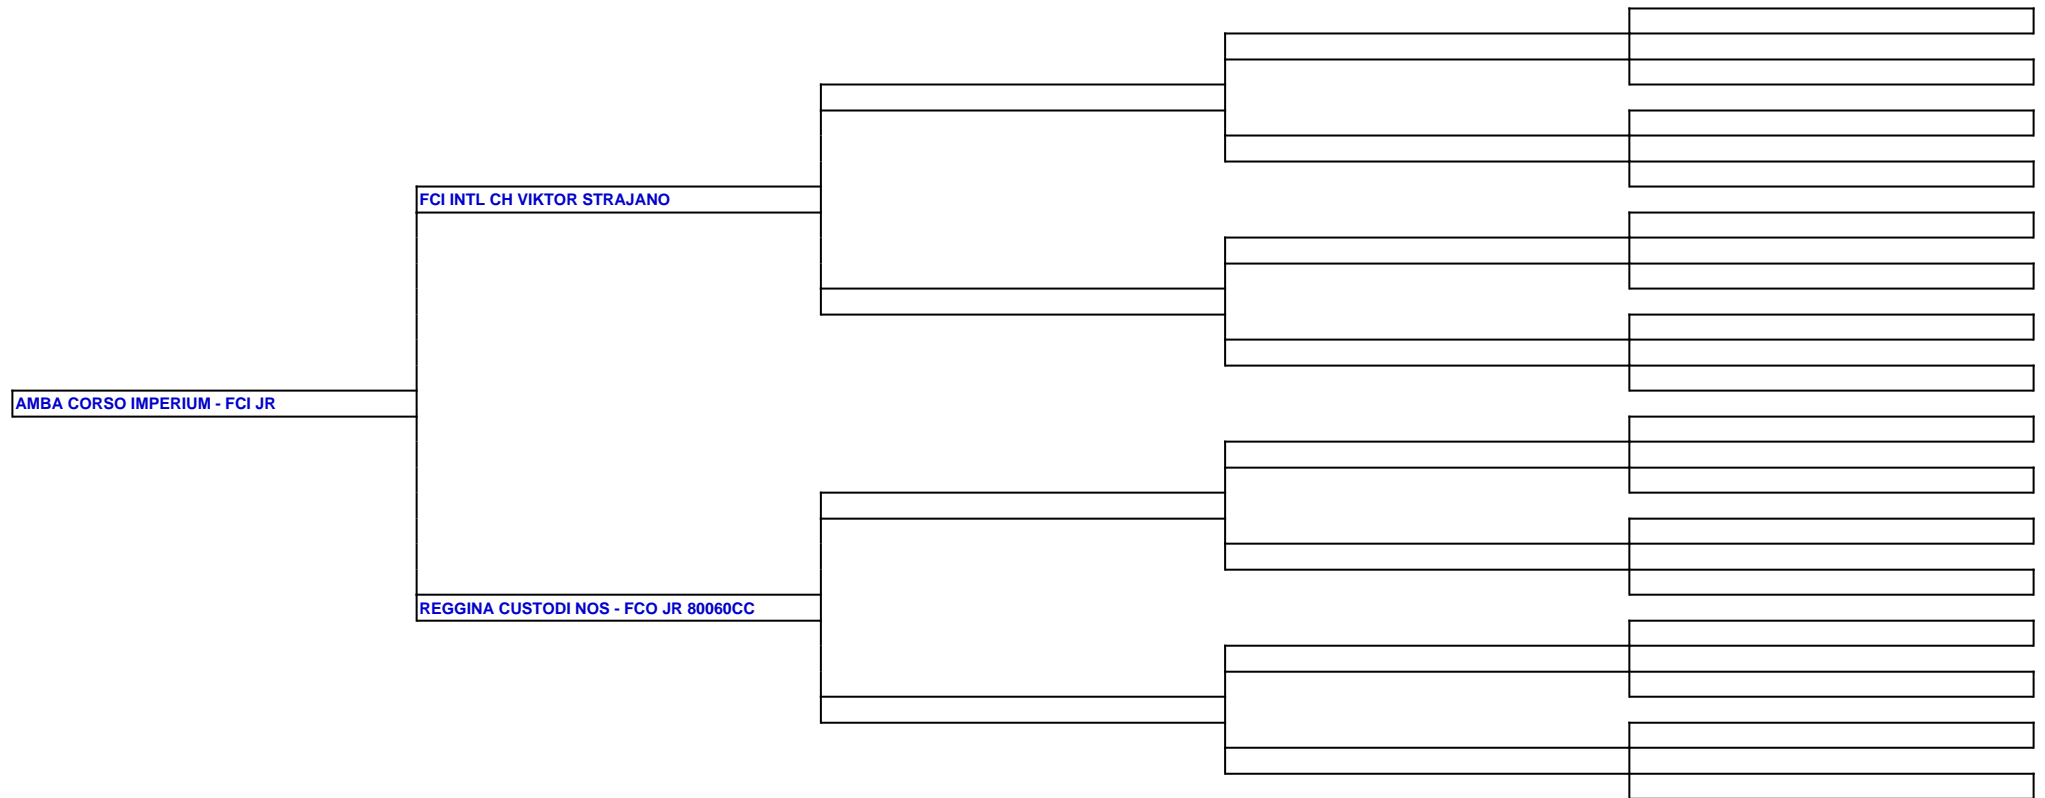 FCI INTL CH VIKTOR STRAJANO
AMBA CORSO IMPERIUM - FCI JR
REGGINA CUSTODI NOS - FCO JR 80060CC